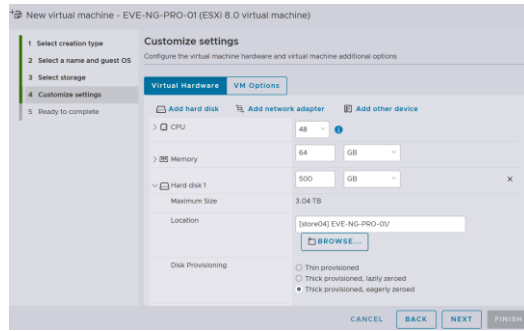 New virtual machine - EVE-NG-PRO-01 (ESXi 8.0 virtual machine)
1 Select creation type
2 Select a name and guest OS
3 Select storage
4 Customize settings
5 Ready to complete
Customize settings
Configure the virtual machine hardware and virtual machine additional options
Virtual Hardware VM Options
Add hard disk Add network adapter Add other device
CPU 48
Memory 64 GB
Hard disk 1 500 GB
Maximum Size 3.04 TB
Location [store04] EVE-NG-PRO-01/
BROWSE...
Disk Provisioning Thin provisioned
Thick provisioned, lazily zeroed
Thick provisioned, eagerly zeroed
CANCEL BACK NEXT FINISH